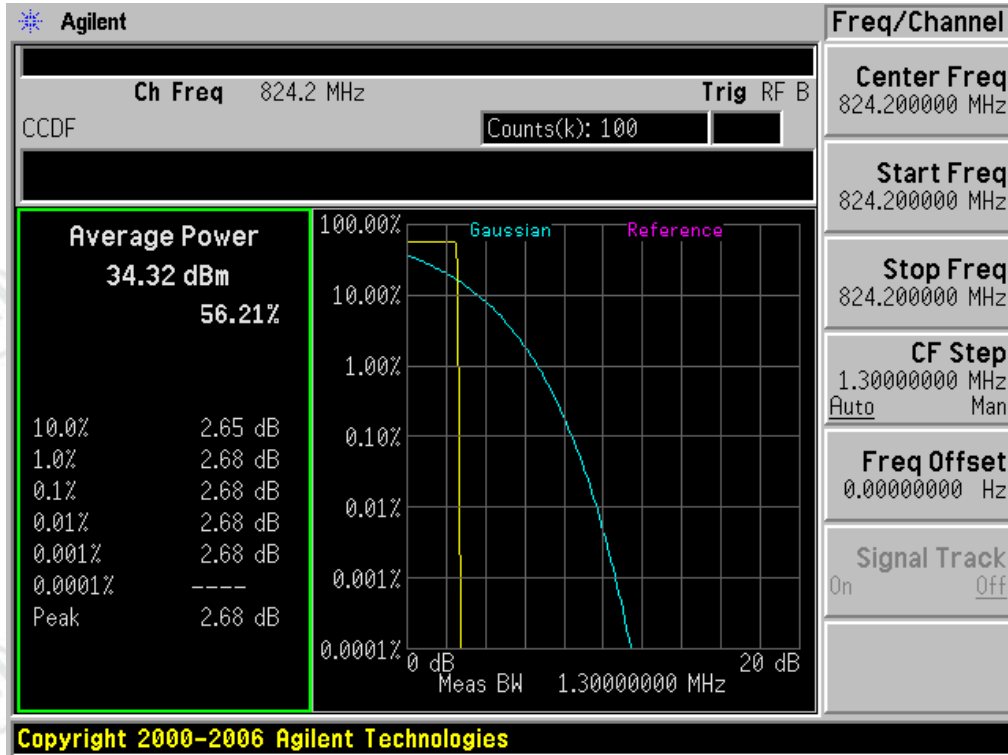 Agilent
Freq/Channel
Ch Freq 824.2 MHz Trig RF B
CCDF Counts(k): 100
Average Power
34.32 dBm
56.21%
10.0% 2.65 dB
1.0% 2.68 dB
0.1% 2.68 dB
0.01% 2.68 dB
0.001% 2.68 dB
0.0001% ----
Peak 2.68 dB
Gaussian Reference
100.00%
10.00%
1.00%
0.10%
0.01%
0.001%
0.0001%
0 dB 20 dB
Meas BW 1.30000000 MHz
Center Freq
824.200000 MHz
Start Freq
824.200000 MHz
Stop Freq
824.200000 MHz
CF Step
1.30000000 MHz
Auto Man
Freq Offset
0.00000000 Hz
Signal Track
On Off
Copyright 2000-2006 Agilent Technologies